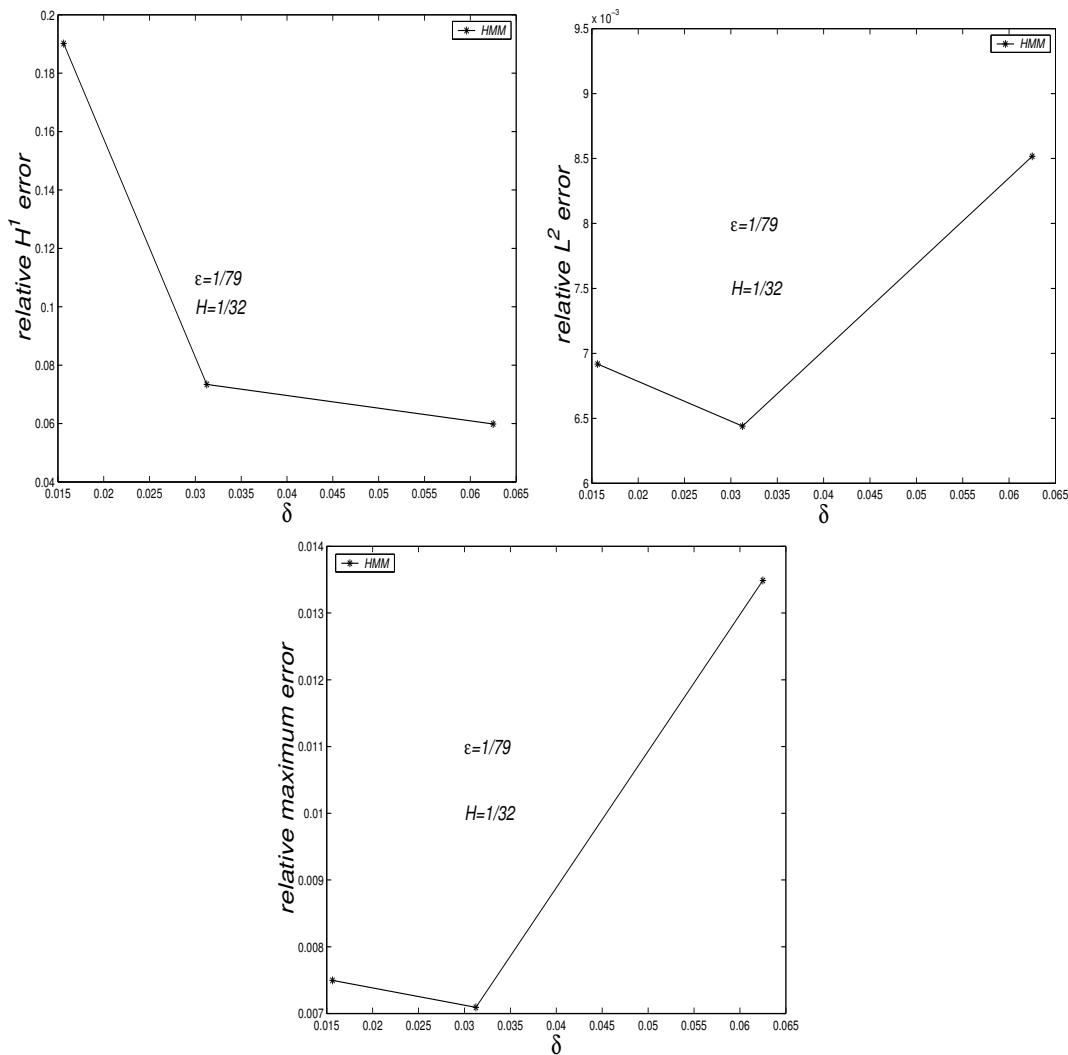 0.2
0.18
0.16
0.14
0.12
0.1
0.08
0.06
0.04
0.015 0.02 0.025 0.03 0.035 0.04 0.045 0.05 0.055 0.06 0.065
δ
relative H¹ error
HMM
ε=1/79
H=1/32
x 10⁻³
9.5
9
8.5
8
7.5
7
6.5
6
0.015 0.02 0.025 0.03 0.035 0.04 0.045 0.05 0.055 0.06 0.065
δ
relative L² error
HMM
ε=1/79
H=1/32
0.014
0.013
0.012
0.011
0.01
0.009
0.008
0.007
0.015 0.02 0.025 0.03 0.035 0.04 0.045 0.05 0.055 0.06 0.065
δ
relative maximum error
HMM
ε=1/79
H=1/32